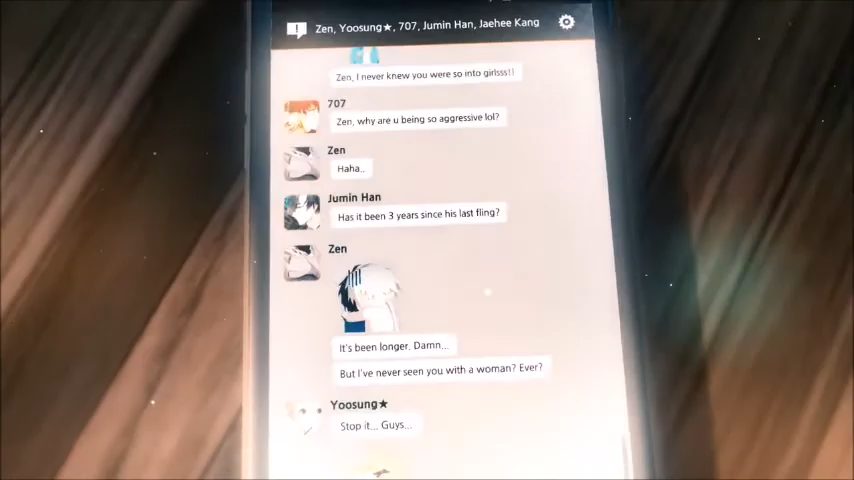 Zen, Yoosung★, 707, Jumin Han, Jaehee Kang
Zen, I never knew you were so into girlsss!!
707
Zen, why are u being so aggressive lol?
Zen
Haha..
Jumin Han
Has it been 3 years since his last fling?
Zen
It's been longer. Damn...
But I've never seen you with a woman? Ever?
Yoosung★
Stop it... Guys...